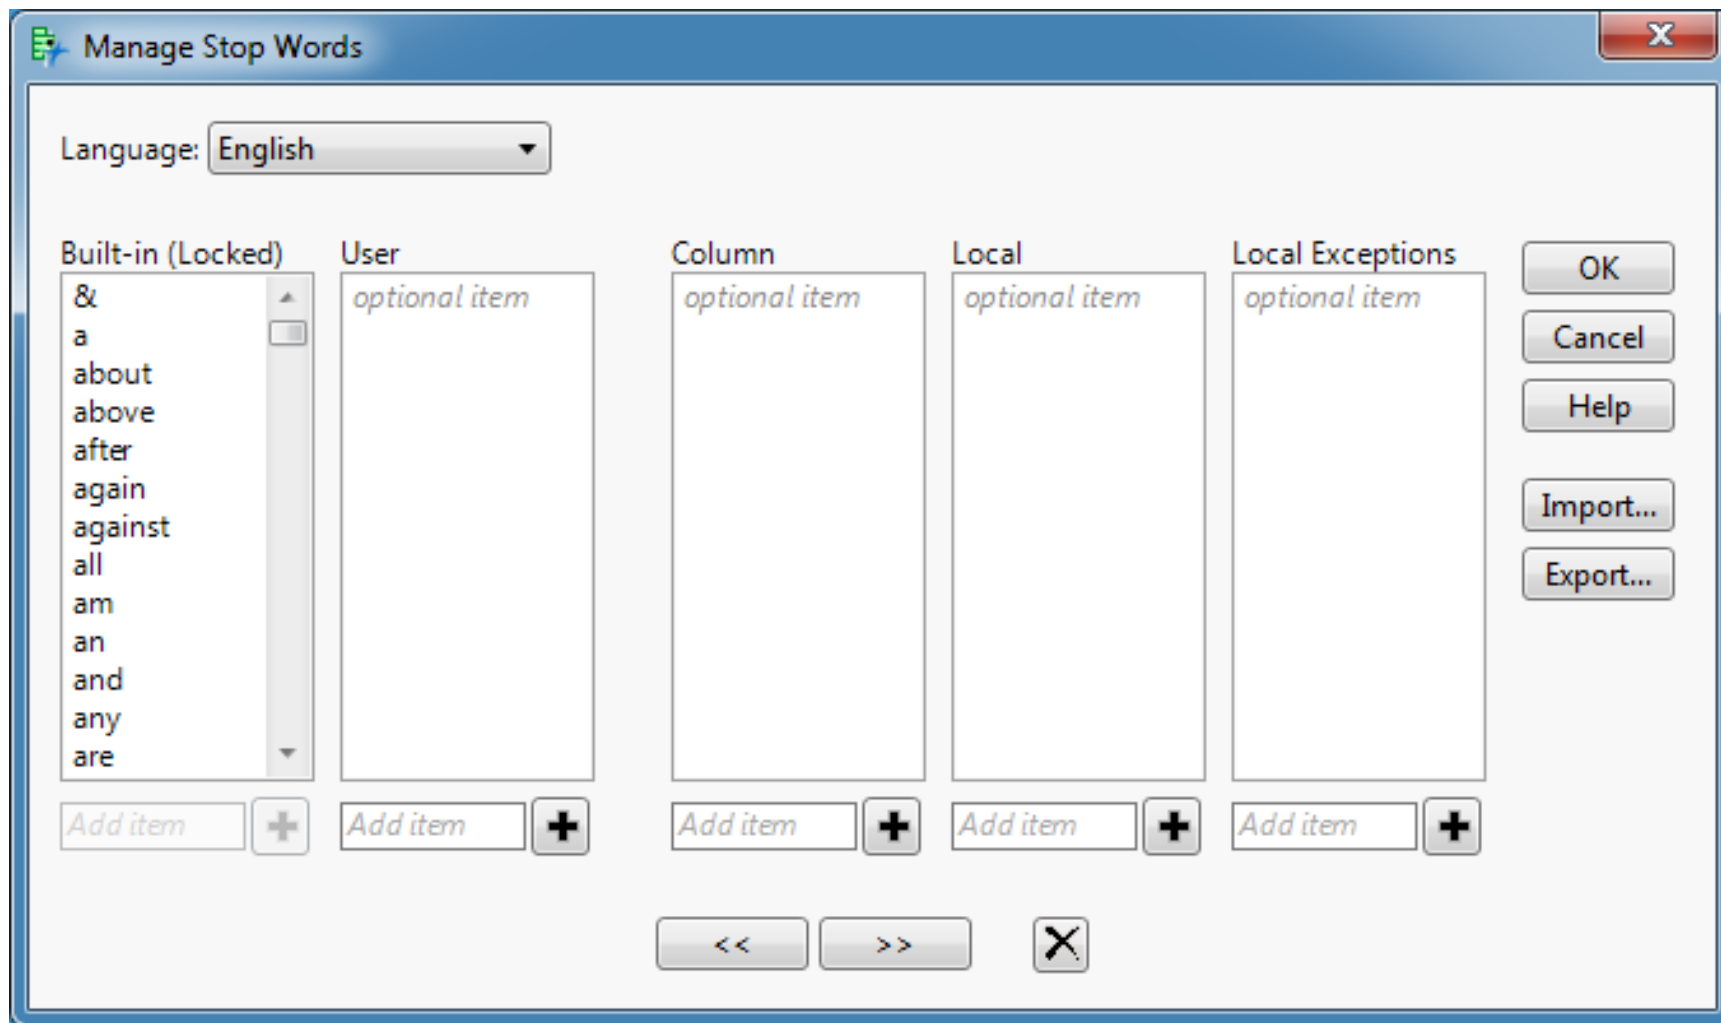 Manage Stop Words
X
Language: English
Built-in (Locked) User Column Local Local Exceptions
& optional item optional item optional item optional item
a
about
above
after
again
against
all
am
an
and
any
are
Add item Add item Add item Add item Add item
OK
Cancel
Help
Import...
Export...
<< >> X